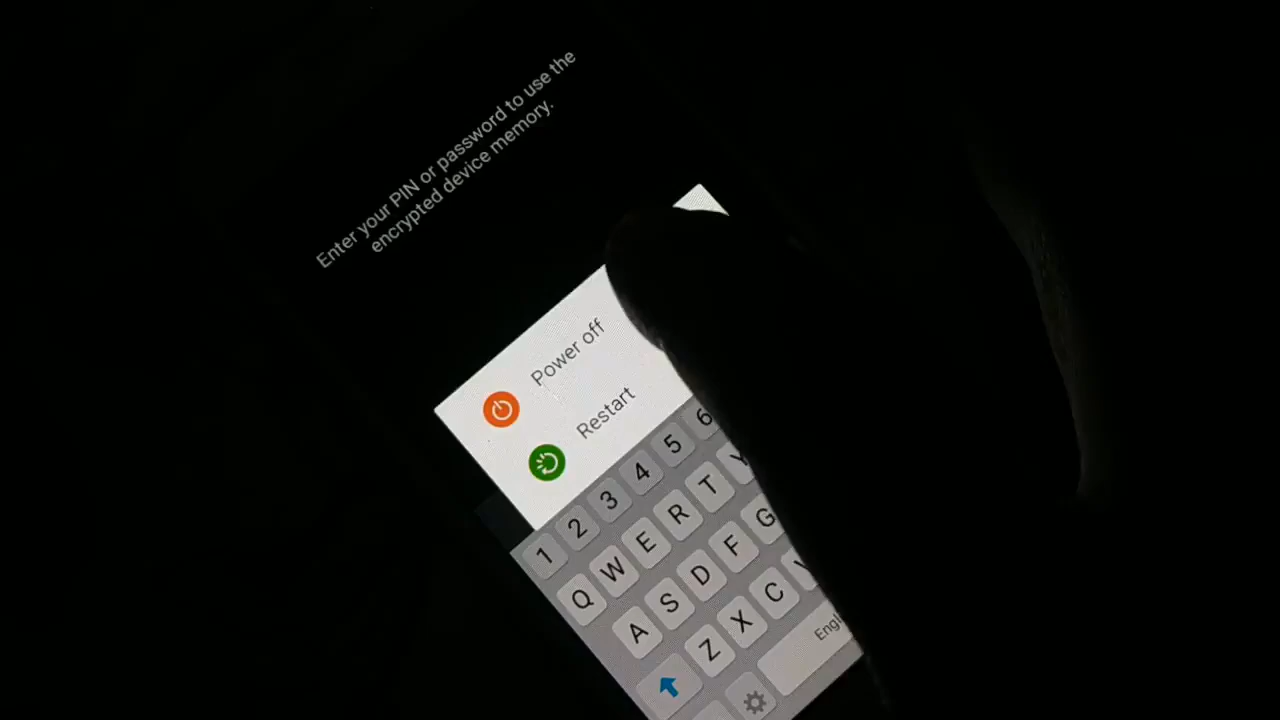 Enter your PIN or password to use the
encrypted device memory.
Power off
Restart
1 2 3 4 5 6
Q W E R T Y
A S D F G
Z X C